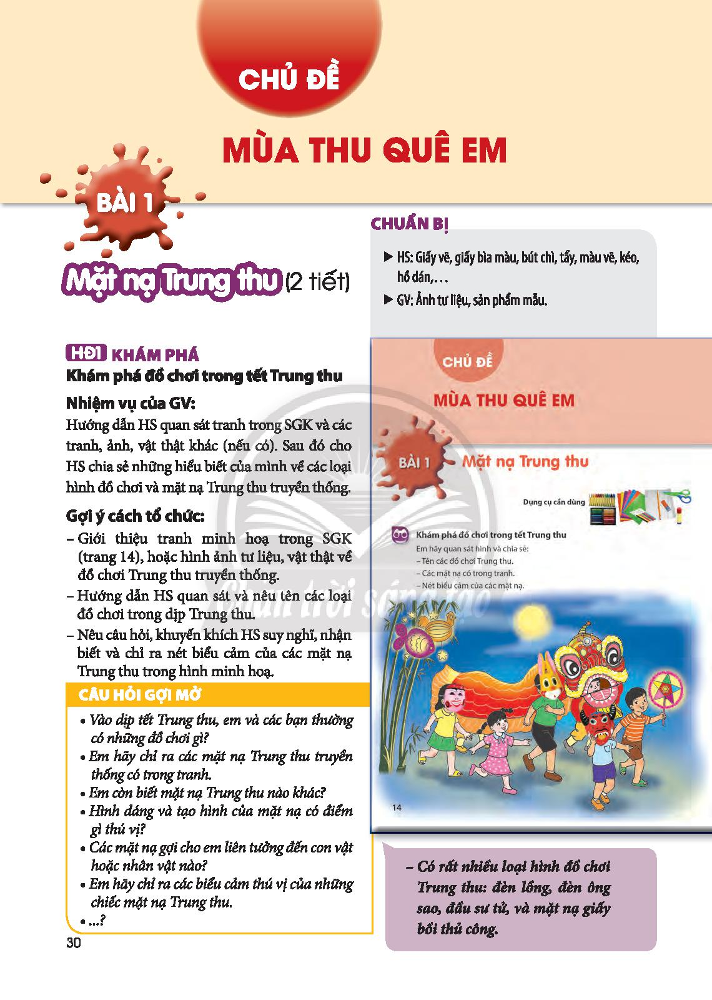 CHỦ ĐỀ
MÙA THU QUÊ EM
BÀI 1
Mặt nạ Trung thu (2 tiết)
CHUẨN BỊ
▶ HS: Giấy vẽ, giấy bìa màu, bút chì, tẩy, màu vẽ, kéo,
hồ dán,…
▶ GV: Ảnh tư liệu, sản phẩm mẫu.
HĐ1 KHÁM PHÁ
Khám phá đồ chơi trong tết Trung thu
Nhiệm vụ của GV:
Hướng dẫn HS quan sát tranh trong SGK và các
tranh, ảnh, vật thật khác (nếu có). Sau đó cho
HS chia sẻ những hiểu biết của mình về các loại
hình đồ chơi và mặt nạ Trung thu truyền thống.
Gợi ý cách tổ chức:
– Giới thiệu tranh minh hoạ trong SGK
(trang 14), hoặc hình ảnh tư liệu, vật thật về
đồ chơi Trung thu truyền thống.
– Hướng dẫn HS quan sát và nêu tên các loại
đồ chơi trong dịp Trung thu.
– Nêu câu hỏi, khuyến khích HS suy nghĩ, nhận
biết và chỉ ra nét biểu cảm của các mặt nạ
Trung thu trong hình minh hoạ.
CÂU HỎI GỢI MỞ
• Vào dịp tết Trung thu, em và các bạn thường
có những đồ chơi gì?
• Em hãy chỉ ra các mặt nạ Trung thu truyền
thống có trong tranh.
• Em còn biết mặt nạ Trung thu nào khác?
• Hình dáng và tạo hình của mặt nạ có điểm
gì thú vị?
• Các mặt nạ gợi cho em liên tưởng đến con vật
hoặc nhân vật nào?
• Em hãy chỉ ra các biểu cảm thú vị của những
chiếc mặt nạ Trung thu.
• ...?
30
CHỦ ĐỀ
MÙA THU QUÊ EM
BÀI 1
Mặt nạ Trung thu
Dụng cụ cần dùng
Khám phá đồ chơi trong tết Trung thu
Em hãy quan sát hình và chia sẻ:
– Tên các đồ chơi Trung thu.
– Các mặt nạ có trong tranh.
– Nét biểu cảm của các mặt nạ.
14
– Có rất nhiều loại hình đồ chơi
Trung thu: đèn lồng, đèn ông
sao, đầu sư tử, và mặt nạ giấy
bồi thủ công.
Chân trời sáng tạo